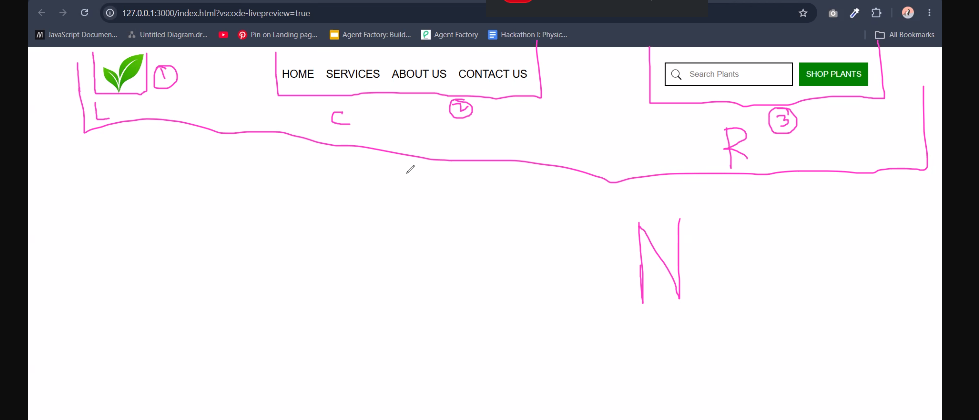 127.0.0.1:3000/index.html?vscode-livepreview=true
JavaScript Documen... Untitled Diagram.dr... Pin on Landing pag... Agent Factory: Build... Agent Factory Hackathon I: Physic... All Bookmarks
HOME SERVICES ABOUT US CONTACT US Search Plants SHOP PLANTS
1
2
3
L C R
N